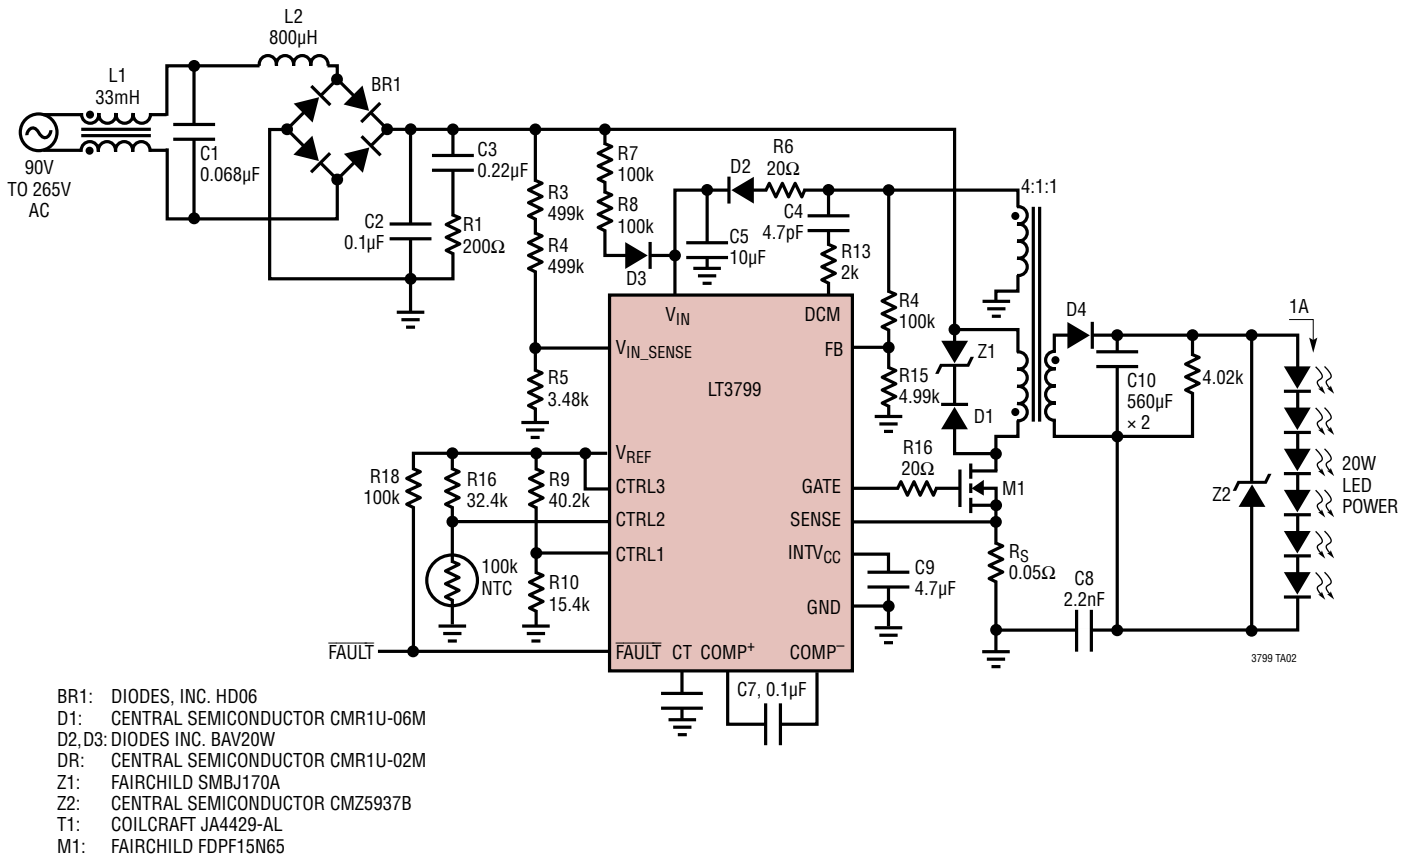 L2
800µH
L1
33mH
BR1
90V
TO 265V
AC
C1
0.068µF
C3
0.22µF
C2
0.1µF
R1
200Ω
R3
499k
R4
499k
R7
100k
R8
100k
D3
D2
R6
20Ω
C4
4.7pF
C5
10µF
R13
2k
4:1:1
R4
100k
R15
4.99k
R5
3.48k
Z1
D1
D4
1A
C10
560µF
× 2
4.02k
20W
LED
POWER
Z2
VIN
DCM
VIN_SENSE
FB
LT3799
VREF
CTRL3
CTRL2
CTRL1
GATE
SENSE
INTVCC
GND
FAULT
CT
COMP+
COMP–
R16
20Ω
M1
R18
100k
R16
32.4k
R9
40.2k
100k
NTC
R10
15.4k
RS
0.05Ω
C9
4.7µF
C8
2.2nF
FAULT
C7, 0.1µF
3799 TA02
BR1: DIODES, INC. HD06
D1: CENTRAL SEMICONDUCTOR CMR1U-06M
D2,D3: DIODES INC. BAV20W
DR: CENTRAL SEMICONDUCTOR CMR1U-02M
Z1: FAIRCHILD SMBJ170A
Z2: CENTRAL SEMICONDUCTOR CMZ5937B
T1: COILCRAFT JA4429-AL
M1: FAIRCHILD FDPF15N65